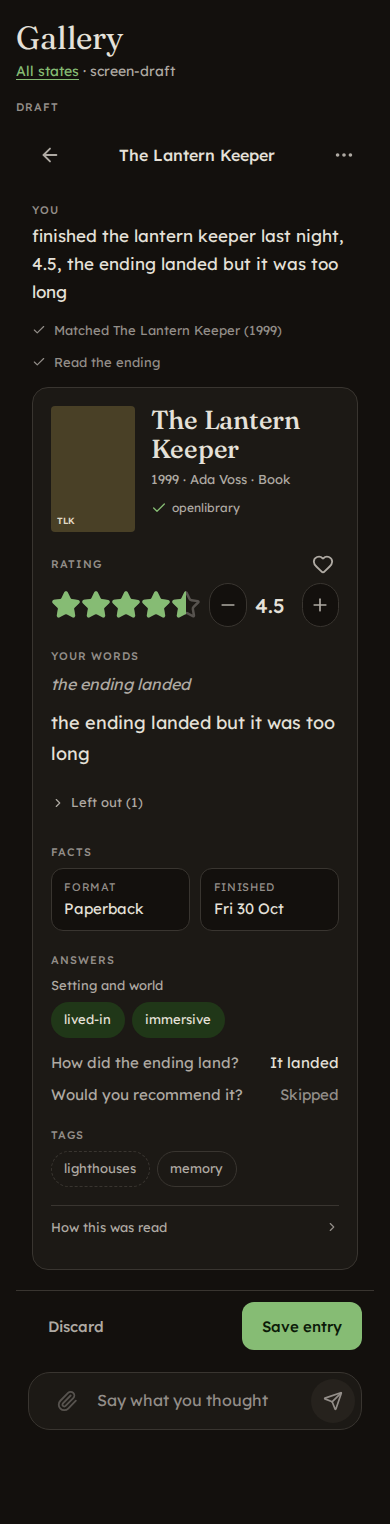 Gallery
All states · screen-draft
DRAFT
The Lantern Keeper
YOU
finished the lantern keeper last night,
4.5, the ending landed but it was too
long
Matched The Lantern Keeper (1999)
Read the ending
TLK
The Lantern
Keeper
1999 · Ada Voss · Book
openlibrary
RATING
4.5
YOUR WORDS
the ending landed
the ending landed but it was too
long
Left out (1)
FACTS
FORMAT
Paperback
FINISHED
Fri 30 Oct
ANSWERS
Setting and world
lived-in immersive
How did the ending land? It landed
Would you recommend it? Skipped
TAGS
lighthouses memory
How this was read
Discard Save entry
Say what you thought